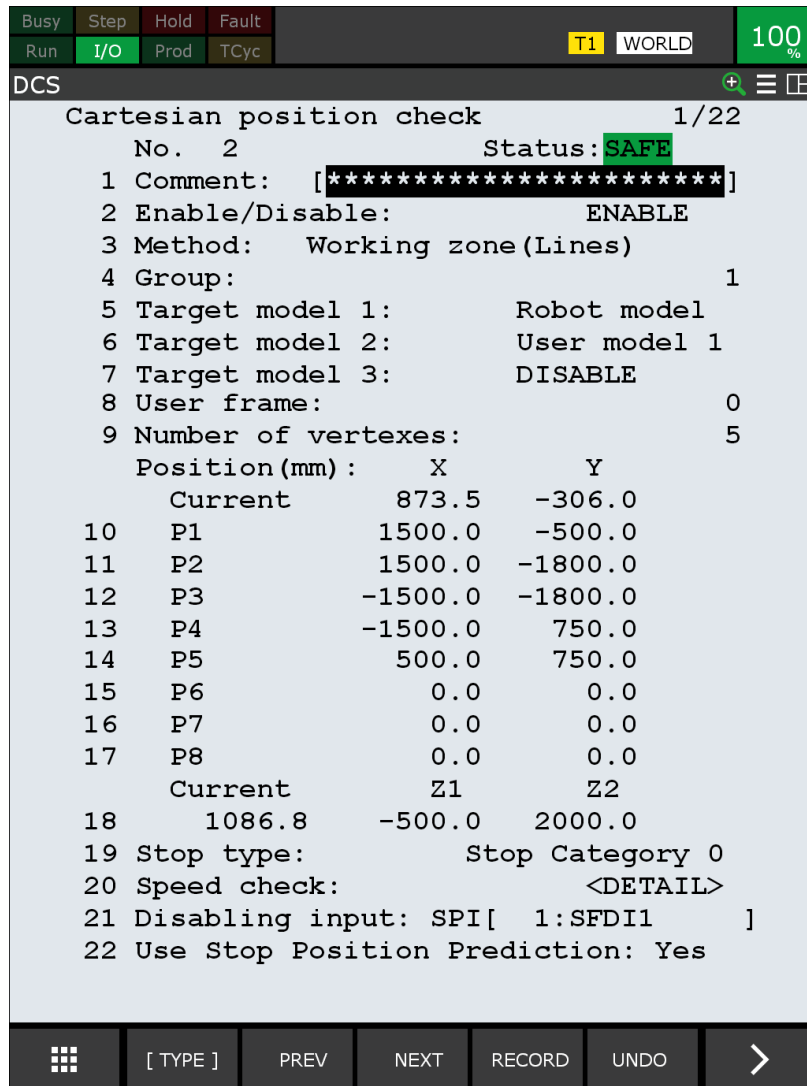 Busy Step Hold Fault
Run I/O Prod TCyc
T1 WORLD
100 %
DCS
Cartesian position check 1/22
No. 2 Status:SAFE
1 Comment: [***********************]
2 Enable/Disable: ENABLE
3 Method: Working zone(Lines)
4 Group: 1
5 Target model 1: Robot model
6 Target model 2: User model 1
7 Target model 3: DISABLE
8 User frame: 0
9 Number of vertexes: 5
Position(mm): X Y
Current 873.5 -306.0
10 P1 1500.0 -500.0
11 P2 1500.0 -1800.0
12 P3 -1500.0 -1800.0
13 P4 -1500.0 750.0
14 P5 500.0 750.0
15 P6 0.0 0.0
16 P7 0.0 0.0
17 P8 0.0 0.0
Current Z1 Z2
18 1086.8 -500.0 2000.0
19 Stop type: Stop Category 0
20 Speed check: <DETAIL>
21 Disabling input: SPI[ 1:SFDI1 ]
22 Use Stop Position Prediction: Yes
[ TYPE ] PREV NEXT RECORD UNDO